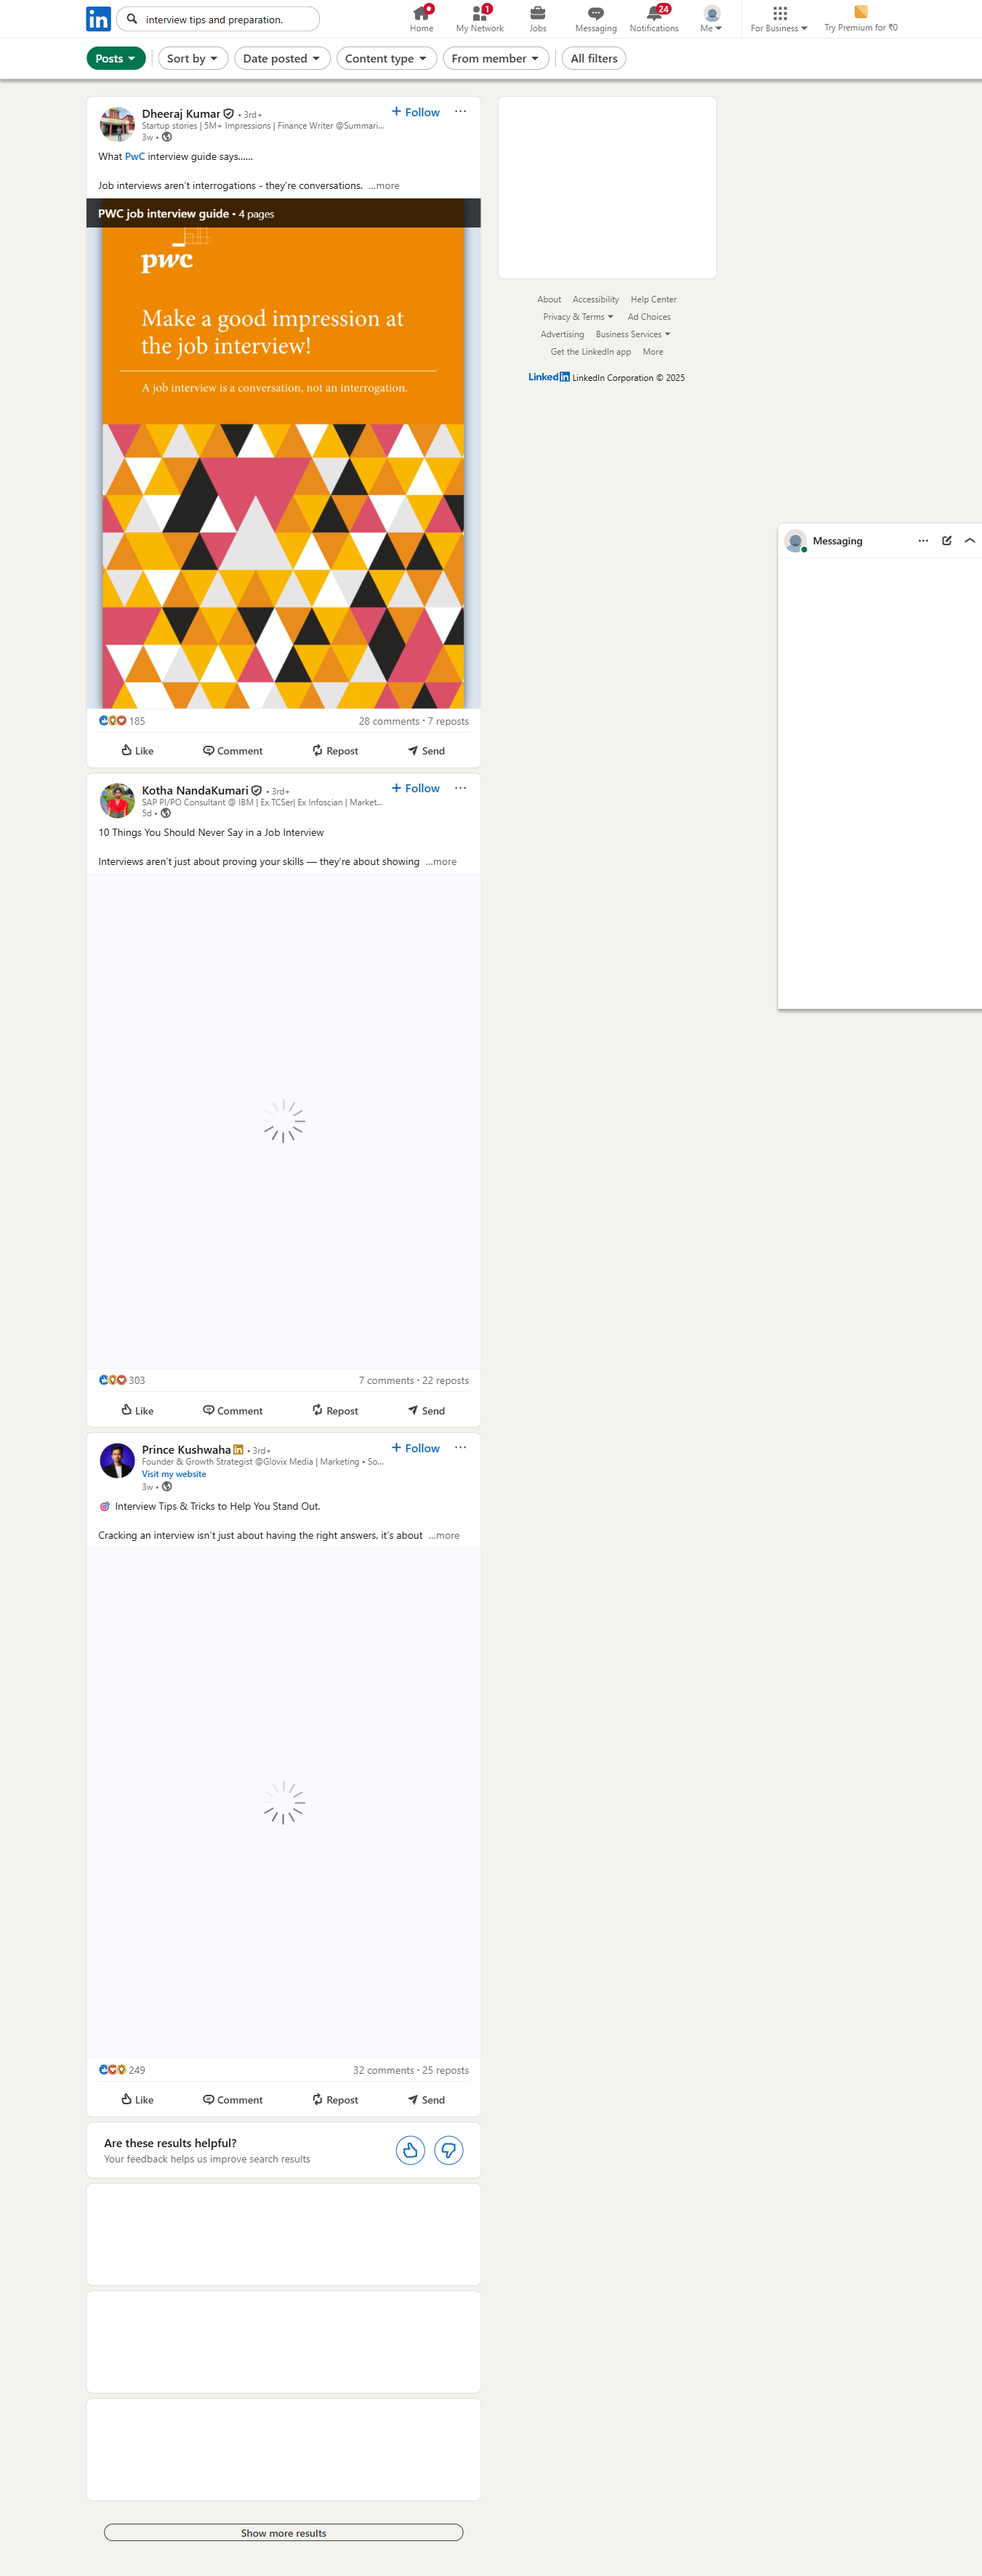 in
interview tips and preparation.
Home
1
My Network
Jobs
Messaging
24
Notifications
Me
For Business
Try Premium for ₹0
Posts
Sort by
Date posted
Content type
From member
All filters
Dheeraj Kumar • 3rd+
Startup stories | 5M+ Impressions | Finance Writer @Summari...
3w •
+ Follow
What PwC interview guide says......
Job interviews aren't interrogations - they're conversations. ...more
PWC job interview guide • 4 pages
pwc
Make a good impression at
the job interview!
A job interview is a conversation, not an interrogation.
185
28 comments • 7 reposts
Like
Comment
Repost
Send
Kotha NandaKumari • 3rd+
SAP PI/PO Consultant @ IBM | Ex TCSer| Ex Infoscian | Market...
5d •
+ Follow
10 Things You Should Never Say in a Job Interview
Interviews aren't just about proving your skills — they're about showing ...more
303
7 comments • 22 reposts
Like
Comment
Repost
Send
Prince Kushwaha in • 3rd+
Founder & Growth Strategist @Glovix Media | Marketing • So...
Visit my website
3w •
+ Follow
🎯 Interview Tips & Tricks to Help You Stand Out.
Cracking an interview isn't just about having the right answers, it's about ...more
249
32 comments • 25 reposts
Like
Comment
Repost
Send
Are these results helpful?
Your feedback helps us improve search results
Show more results
About
Accessibility
Help Center
Privacy & Terms
Ad Choices
Advertising
Business Services
Get the LinkedIn app
More
Linkedin LinkedIn Corporation © 2025
Messaging